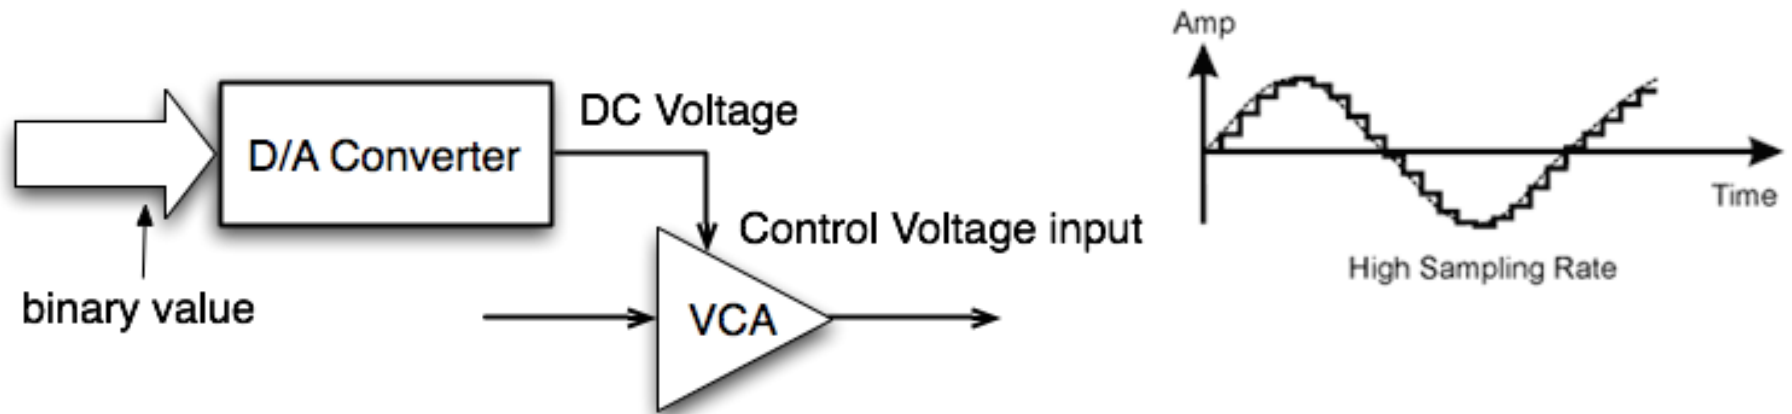 D/A Converter
DC Voltage
Control Voltage input
binary value
VCA
Amp
Time
High Sampling Rate